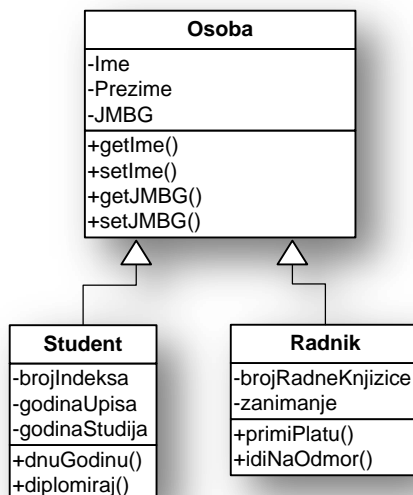 Osoba
-Ime
-Prezime
-JMBG
+getIme()
+setIme()
+getJMBG()
+setJMBG()
Student
-brojIndeksa
-godinaUpisa
-godinaStudija
+dnuGodinu()
+diplomiraj()
Radnik
-brojRadneKnjizice
-zanimanje
+primiPlatu()
+idiNaOdmor()